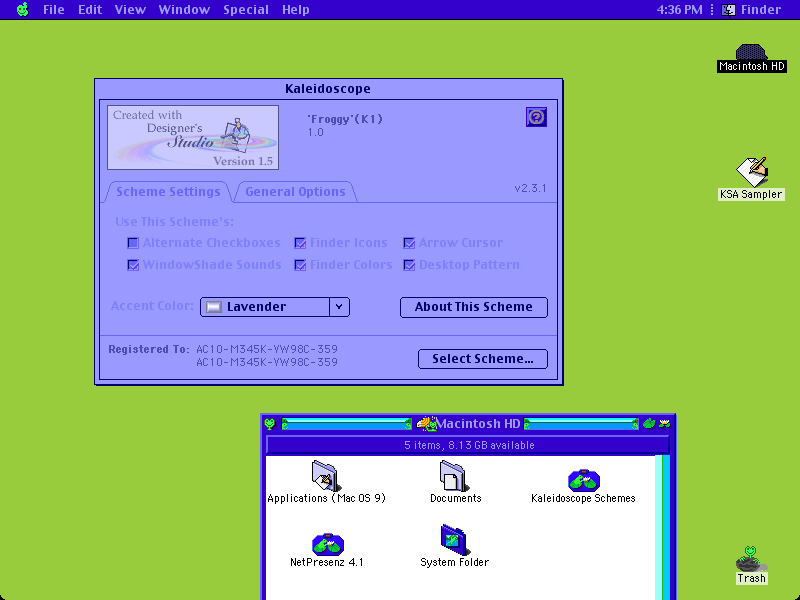 File Edit View Window Special Help 4:36 PM Finder
Macintosh HD
Kaleidoscope
Created with
Designer's
Studio
Version 1.5
'Froggy'(K1)
1.0
KSA Sampler
Scheme Settings General Options v2.3.1
Use This Scheme's:
Alternate Checkboxes Finder Icons Arrow Cursor
WindowShade Sounds Finder Colors Desktop Pattern
Accent Color: Lavender About This Scheme
Registered To: AC10-M345K-VW98C-359
AC10-M345K-VW98C-359
Select Scheme...
Macintosh HD
5 items, 8.13 GB available
Applications (Mac OS 9) Documents Kaleidoscope Schemes
NetPresenz 4.1 System Folder
Trash